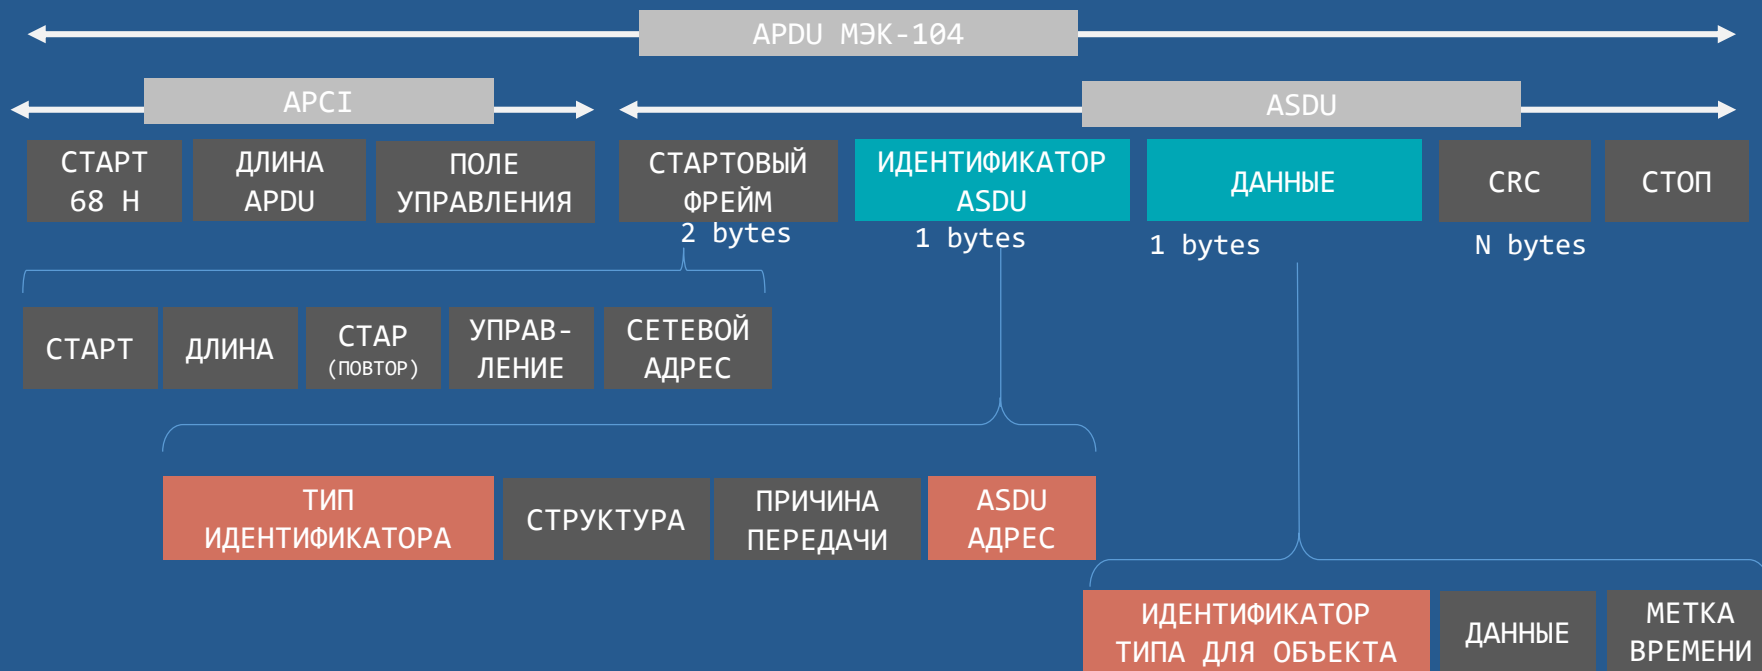 APDU МЭК-104
APCI
ASDU
СТАРТ
68 H
ДЛИНА
APDU
ПОЛЕ
УПРАВЛЕНИЯ
СТАРТОВЫЙ
ФРЕЙМ
ИДЕНТИФИКАТОР
ASDU
ДАННЫЕ
CRC
СТОП
2 bytes
1 bytes
1 bytes
N bytes
СТАРТ
ДЛИНА
СТАР
(ПОВТОР)
УПРАВ-
ЛЕНИЕ
СЕТЕВОЙ
АДРЕС
ТИП
ИДЕНТИФИКАТОРА
СТРУКТУРА
ПРИЧИНА
ПЕРЕДАЧИ
ASDU
АДРЕС
ИДЕНТИФИКАТОР
ТИПА ДЛЯ ОБЪЕКТА
ДАННЫЕ
МЕТКА
ВРЕМЕНИ